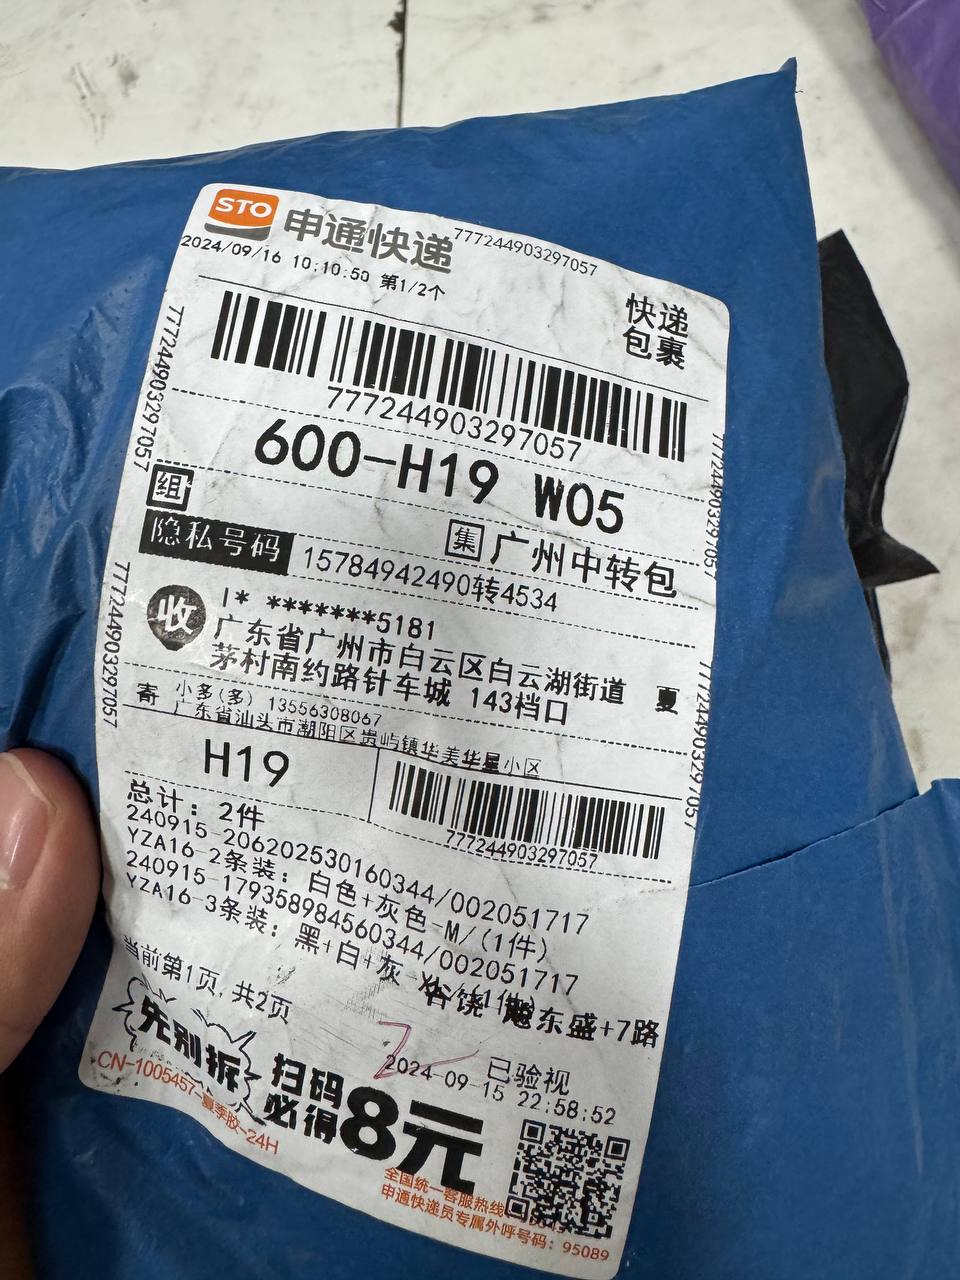 STO 申通快递
777244903297057
2024/09/16 10:10:50 第1/2个
快递
包裹
777244903297057
777244903297057
777244903297057
600-H19 W05
组
集 广州中转包
隐私号码 15784942490转4534
收 l* *******5181
广东省广州市白云区白云湖街道 夏
茅村南约路针车城 143档口
777244903297057
777244903297057
寄 小多(多) 13556308067
广东省汕头市潮阳区贵屿镇华美华星小区
H19
777244903297057
总计：2件
240915-206202530160344/002051717
YZA16-2条装：白色+灰色-M/(1件)
240915-179358984560344/002051717
YZA16-3条装：黑+白+灰
东盛+7路
当前第1页,共2页
已验视
2024-09-15 22:58:52
先别拆
扫码
必得8元
CN-1005457-夏季胶-24H
全国统一客服热线
申通快递员专属外呼号码：95089